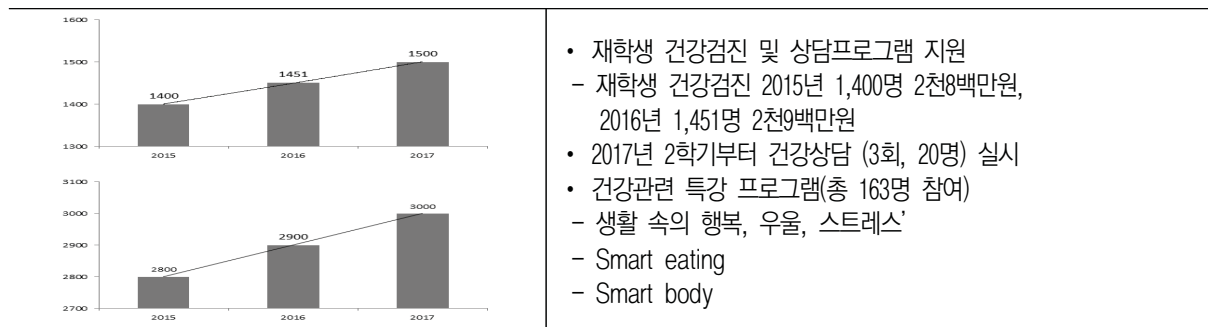 1600
1500
1400
1300
1400
1451
1500
2015
2016
2017
3100
3000
2900
2800
2700
2800
2900
3000
2015
2016
2017
• 재학생 건강검진 및 상담프로그램 지원
- 재학생 건강검진 2015년 1,400명 2천8백만원,
2016년 1,451명 2천9백만원
• 2017년 2학기부터 건강상담 (3회, 20명) 실시
• 건강관련 특강 프로그램(총 163명 참여)
- 생활 속의 행복, 우울, 스트레스’
- Smart eating
- Smart body